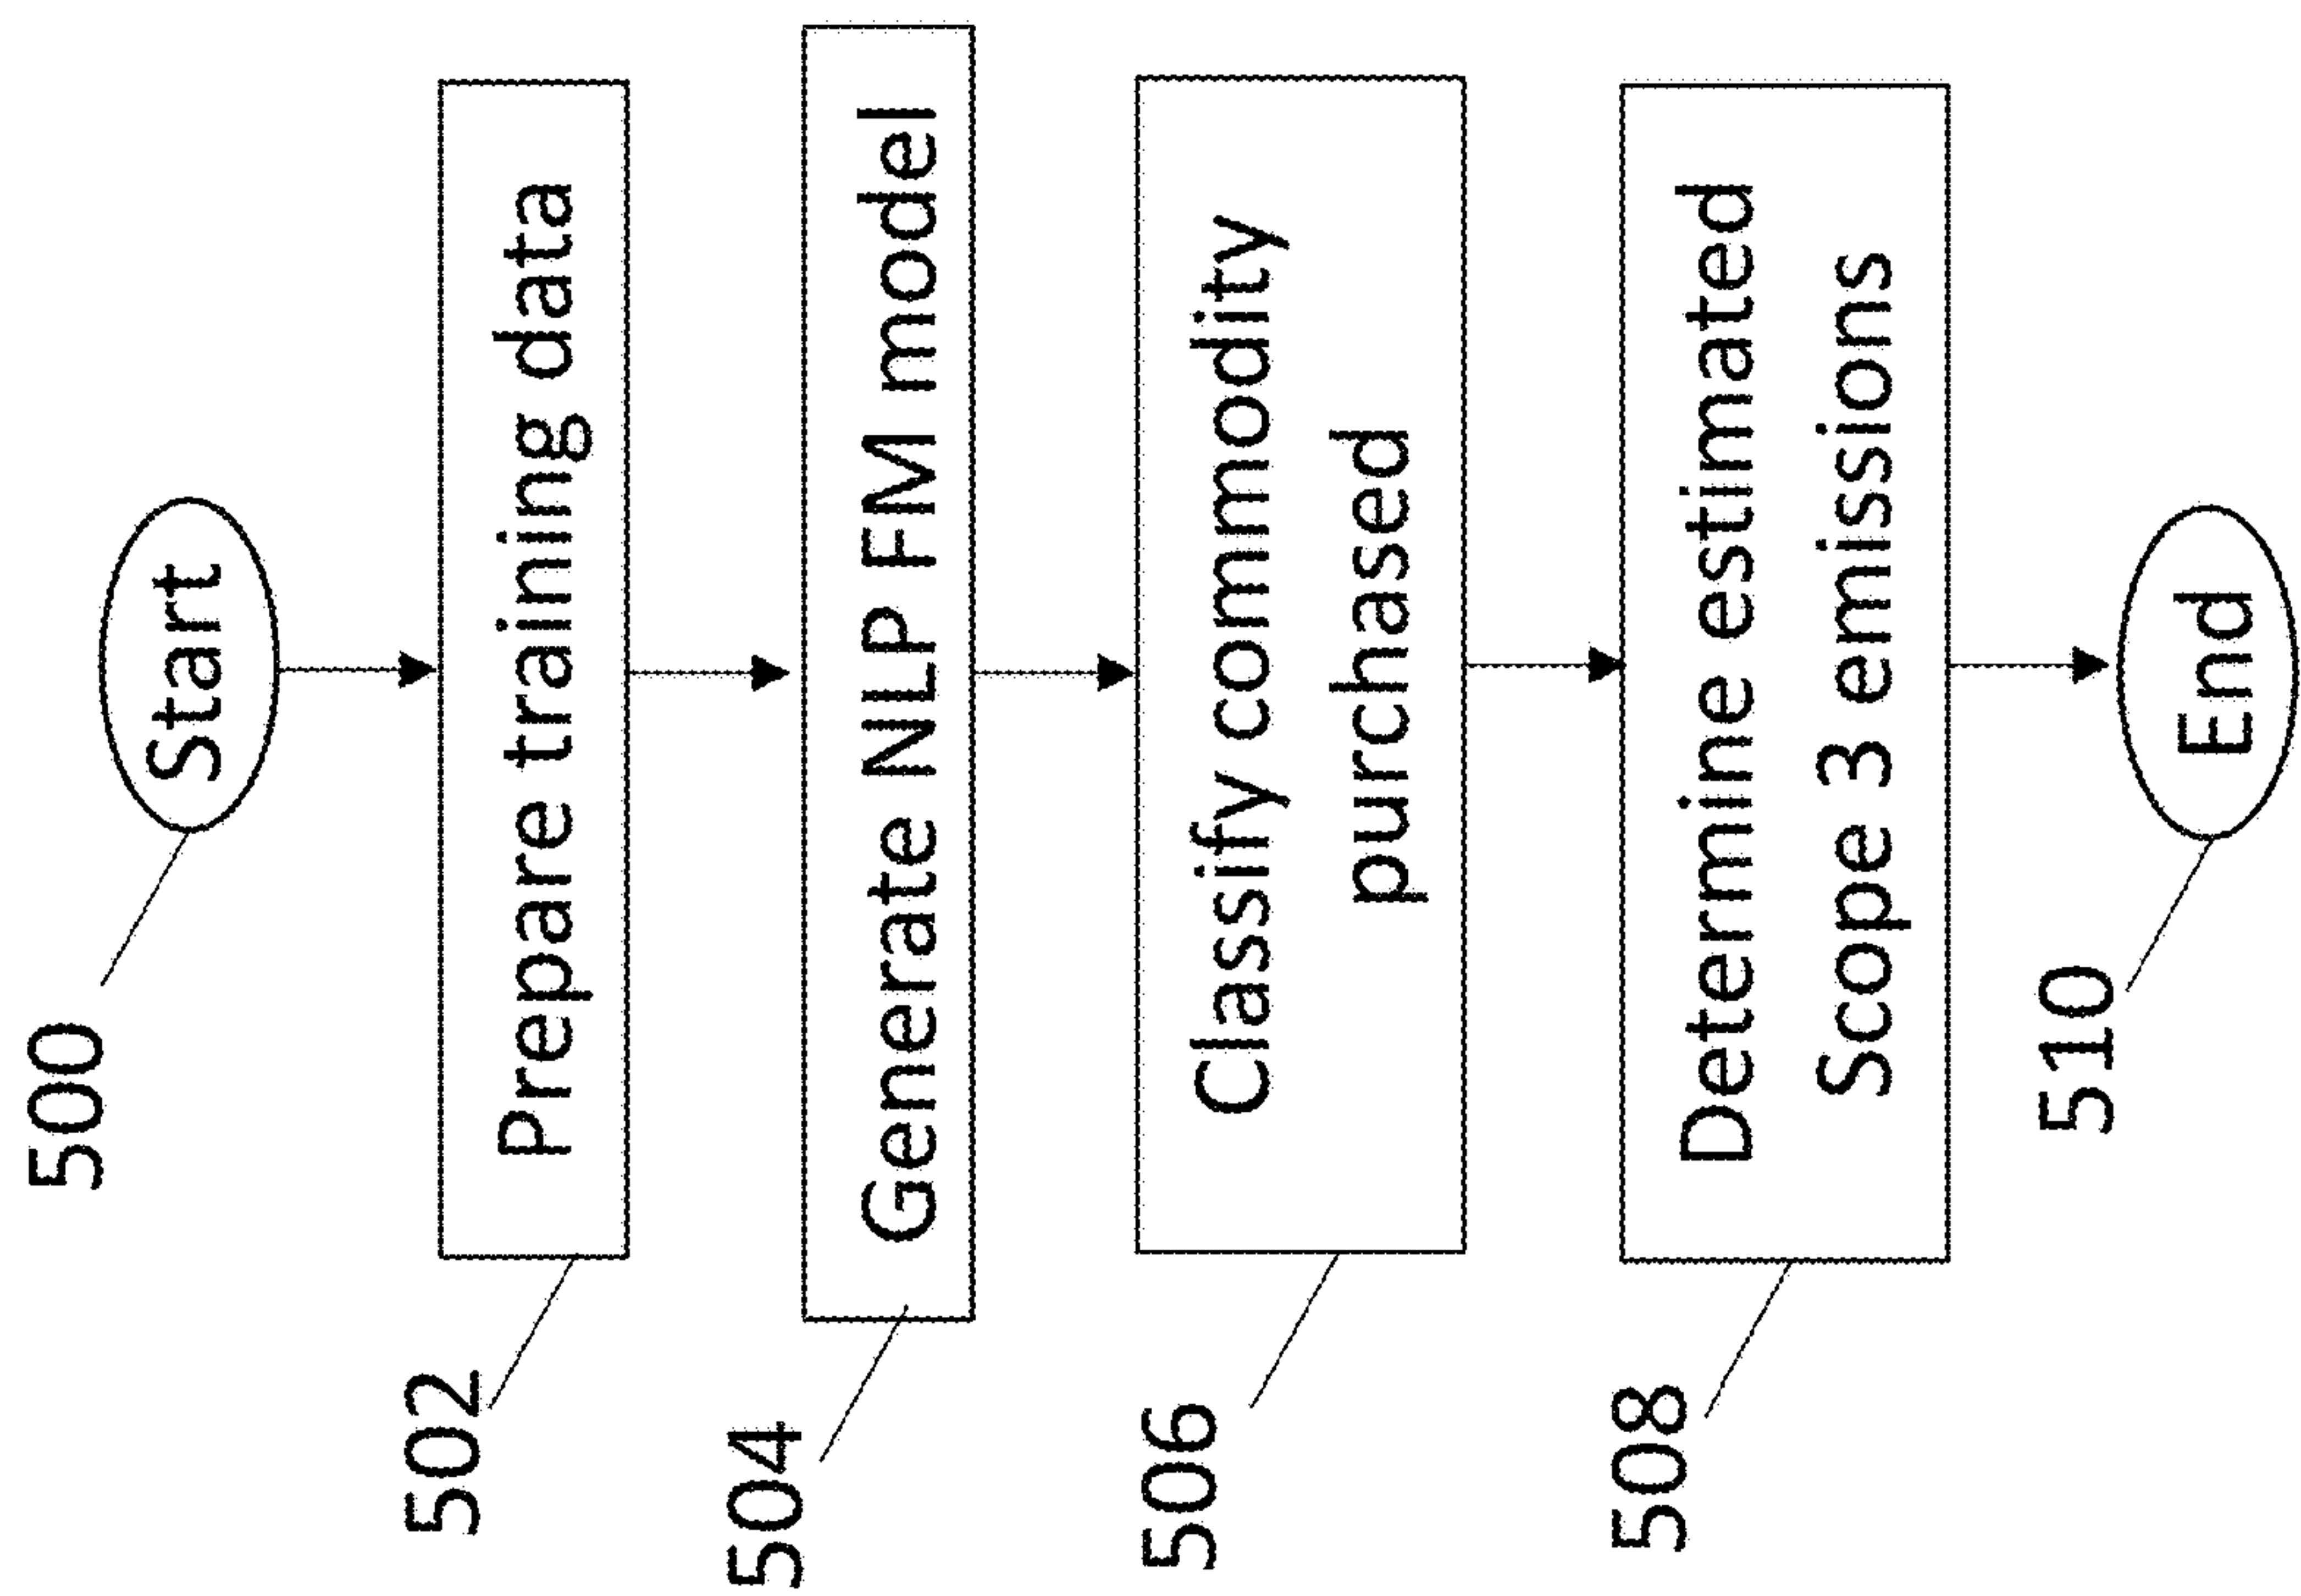 500
Start
502
Prepare training data
504
Generate NLP FM model
506
Classify commodity
purchased
508
Determine estimated
Scope 3 emissions
510
End